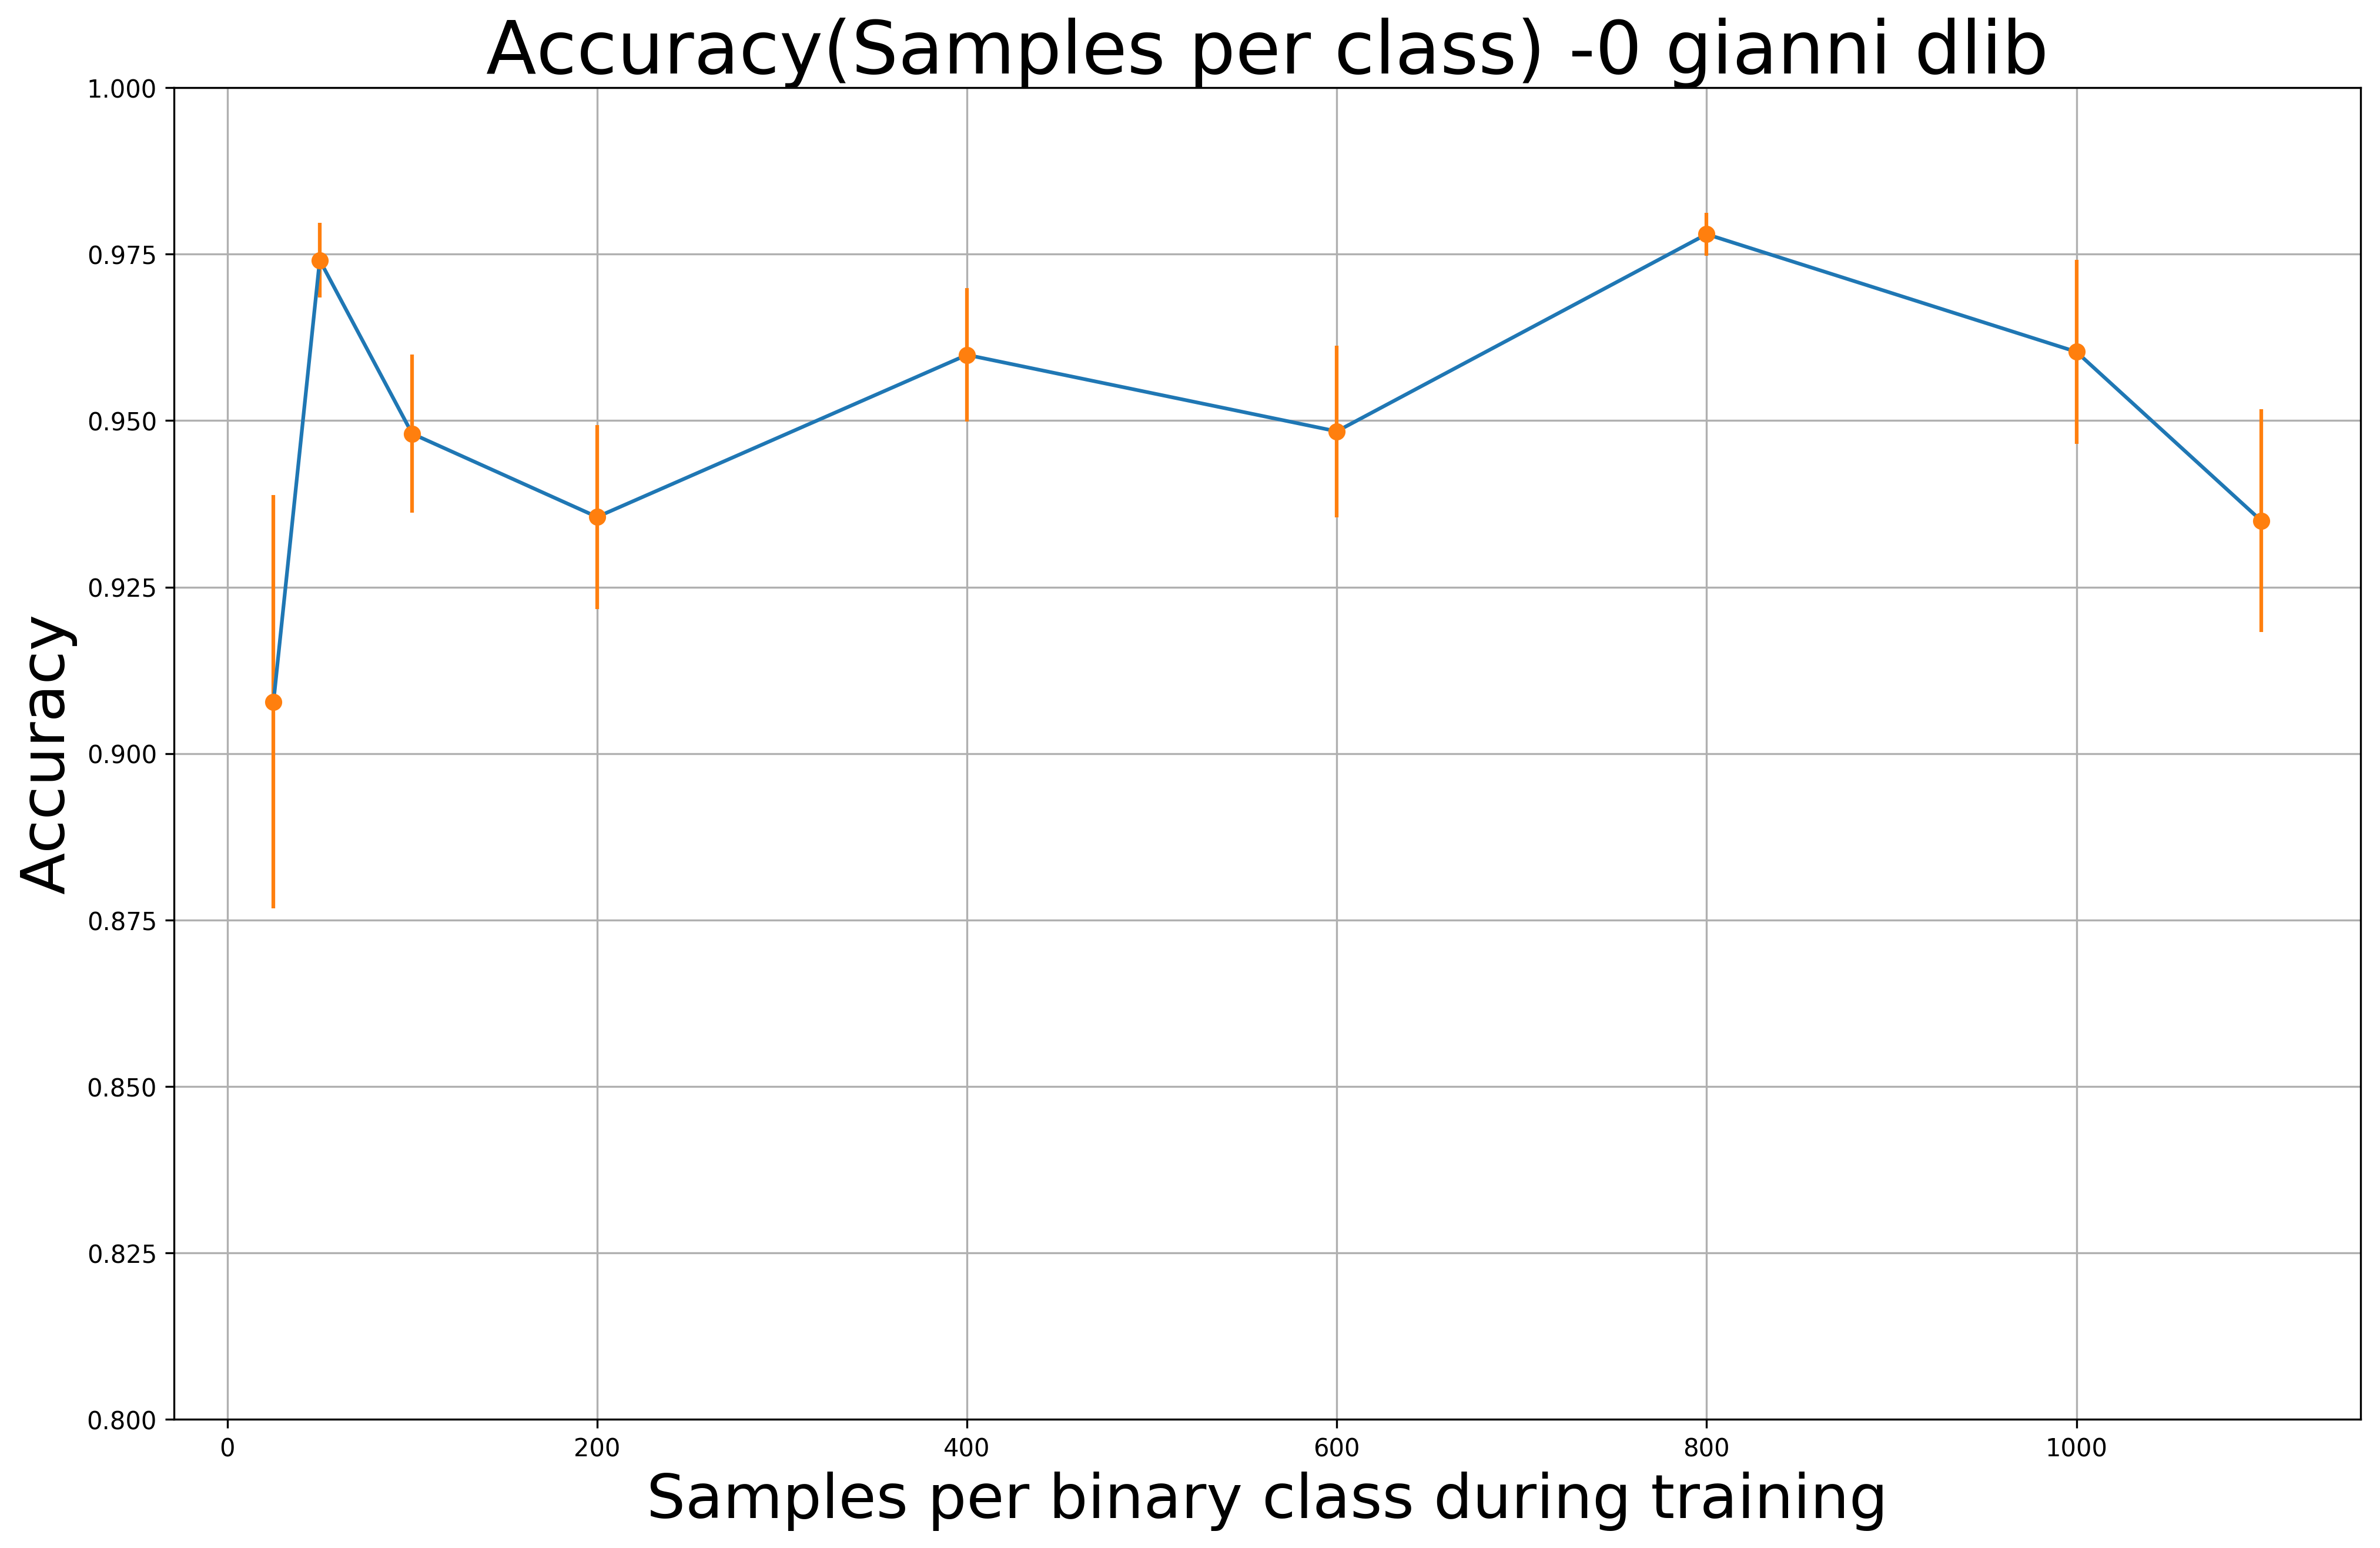 Accuracy(Samples per class) -0 gianni dlib
1.000
0.975
0.950
0.925
0.900
0.875
0.850
0.825
0.800
Accuracy
0 200 400 600 800 1000
Samples per binary class during training